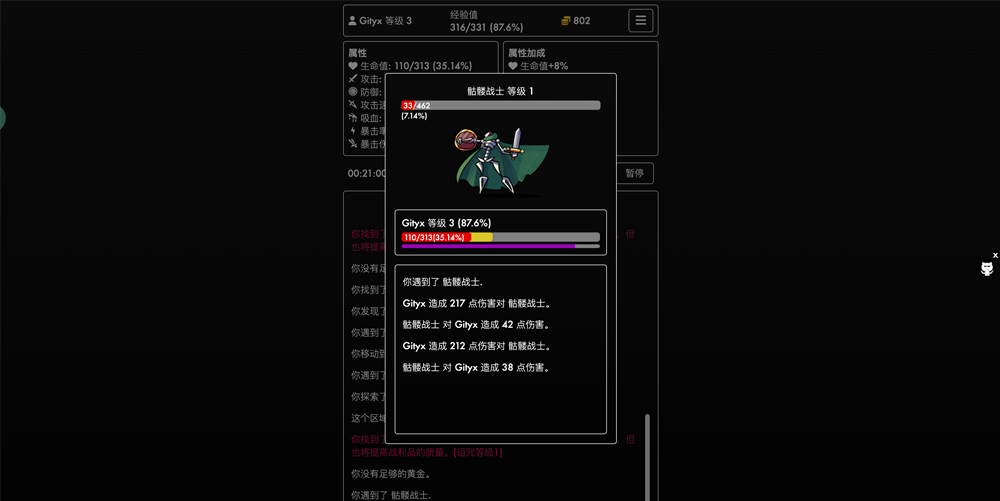 Gityx 等级 3
经验值
316/331 (87.6%)
802
属性
生命值: 110/313 (35.14%)
攻击:
防御:
攻击速
吸血:
暴击率
暴击伤
属性加成
生命值+8%
00:21:00
暂停
骷髅战士 等级 1
33/462
(7.14%)
Gityx 等级 3 (87.6%)
110/313(35.14%)
你遇到了 骷髅战士.
Gityx 造成 217 点伤害对 骷髅战士。
骷髅战士 对 Gityx 造成 42 点伤害。
Gityx 造成 212 点伤害对 骷髅战士。
骷髅战士 对 Gityx 造成 38 点伤害。
你找到了 但
也将提高
你没有足
你找到了
你发现了
你遇到了
你移动到
你遇到了
你探索了
这个区域
你找到了 但
也将提高战利品的质量。(诅咒等级1)
你没有足够的黄金。
你遇到了 骷髅战士.
x